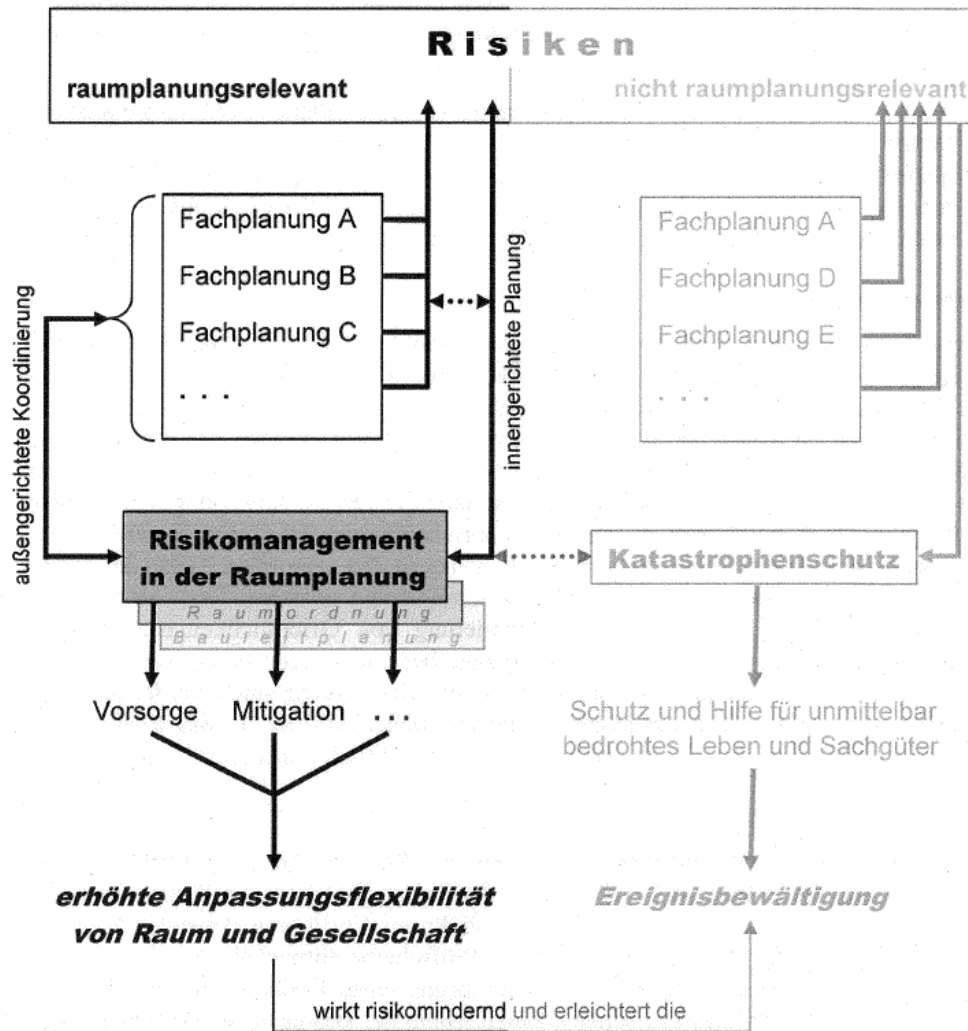 Risiken
raumplanungsrelevant
nicht raumplanungsrelevant
außengerichtete Koordinierung
Fachplanung A
Fachplanung B
Fachplanung C
. . .
innengerichtete Planung
Fachplanung A
Fachplanung D
Fachplanung E
. . .
Risikomanagement
in der Raumplanung
Raumordnung
Bauleitplanung
Katastrophenschutz
Vorsorge
Mitigation
. . .
Schutz und Hilfe für unmittelbar
bedrohtes Leben und Sachgüter
erhöhte Anpassungsflexibilität
von Raum und Gesellschaft
Ereignisbewältigung
wirkt risikomindernd und erleichtert die